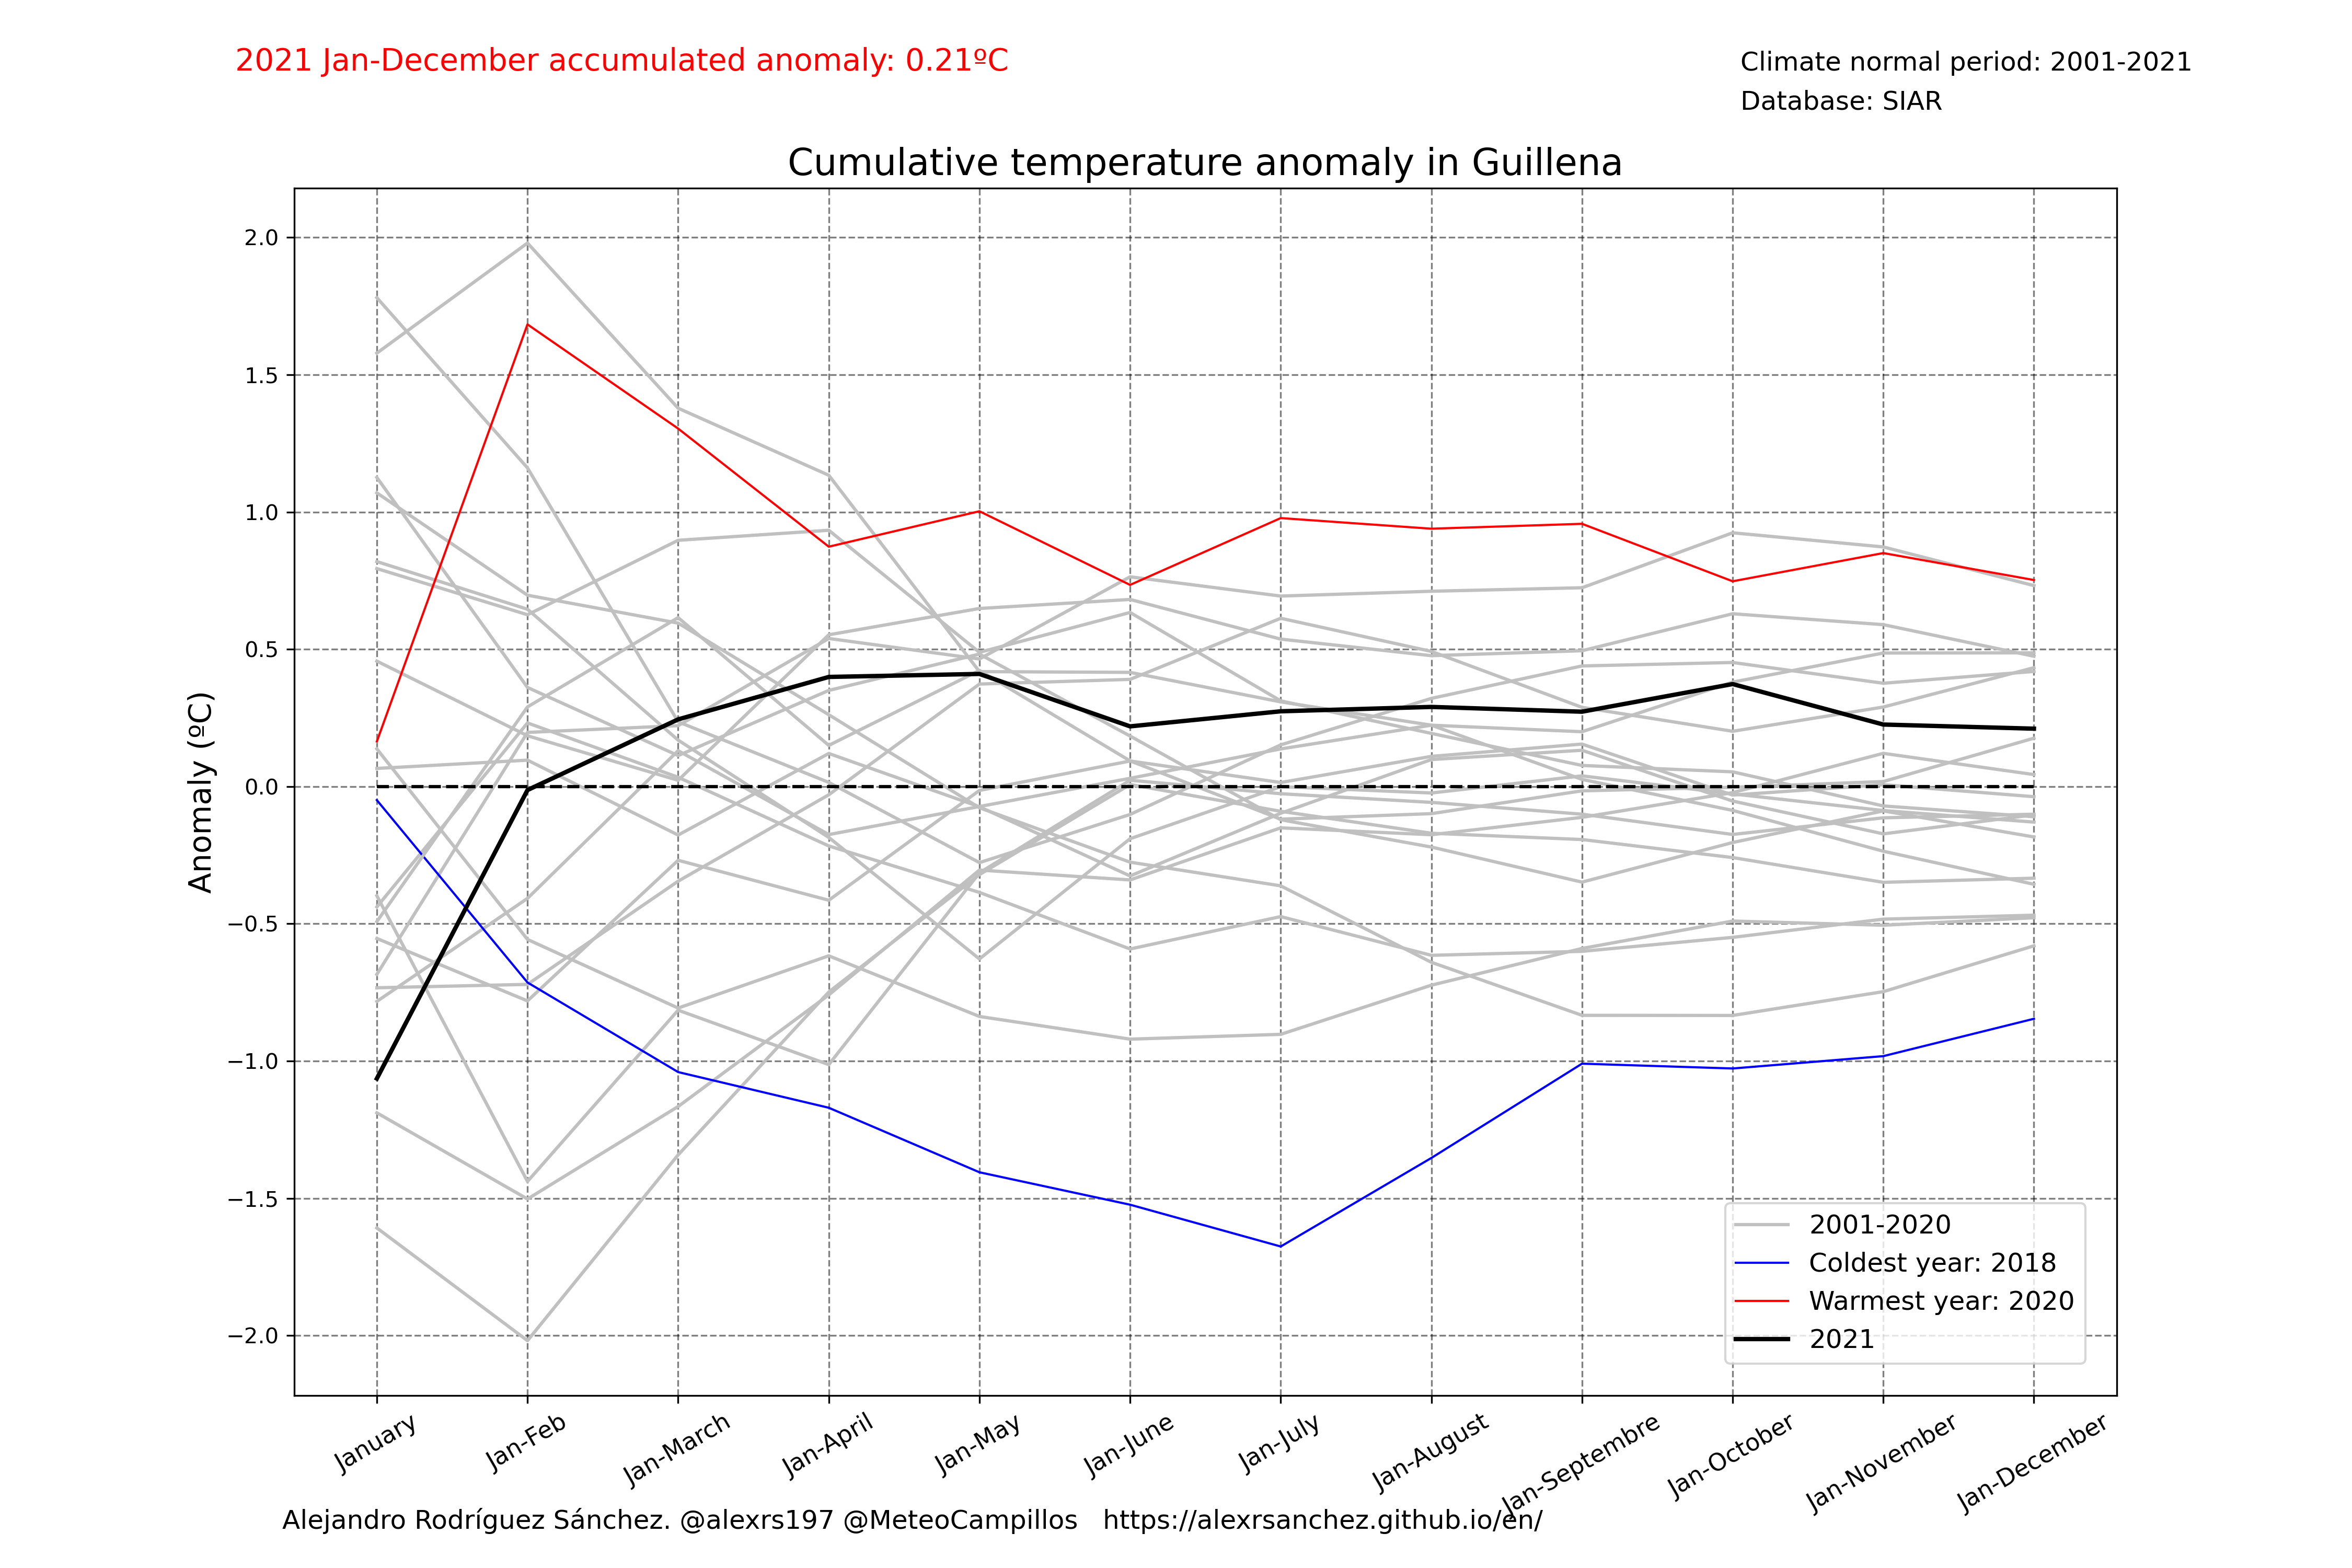 2021 Jan-December accumulated anomaly: 0.21ºC
Climate normal period: 2001-2021
Database: SIAR
Cumulative temperature anomaly in Guillena
Anomaly (ºC)
2.0
1.5
1.0
0.5
0.0
−0.5
−1.0
−1.5
−2.0
2001-2020
Coldest year: 2018
Warmest year: 2020
2021
January
Jan-Feb
Jan-March
Jan-April
Jan-May
Jan-June
Jan-July
Jan-August
Jan-Septembre
Jan-October
Jan-November
Jan-December
Alejandro Rodríguez Sánchez. @alexrs197 @MeteoCampillos   https://alexrsanchez.github.io/en/